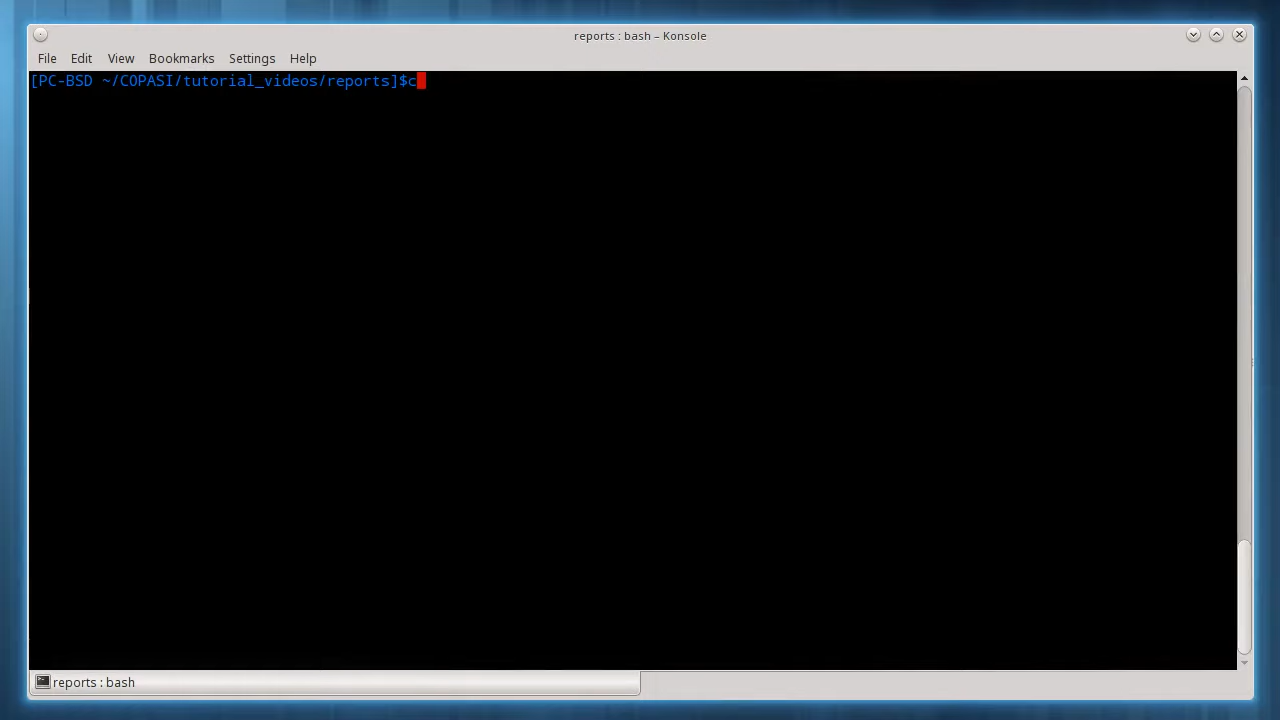 reports : bash – Konsole
File Edit View Bookmarks Settings Help
[PC-BSD ~/COPASI/tutorial_videos/reports]$c
reports : bash